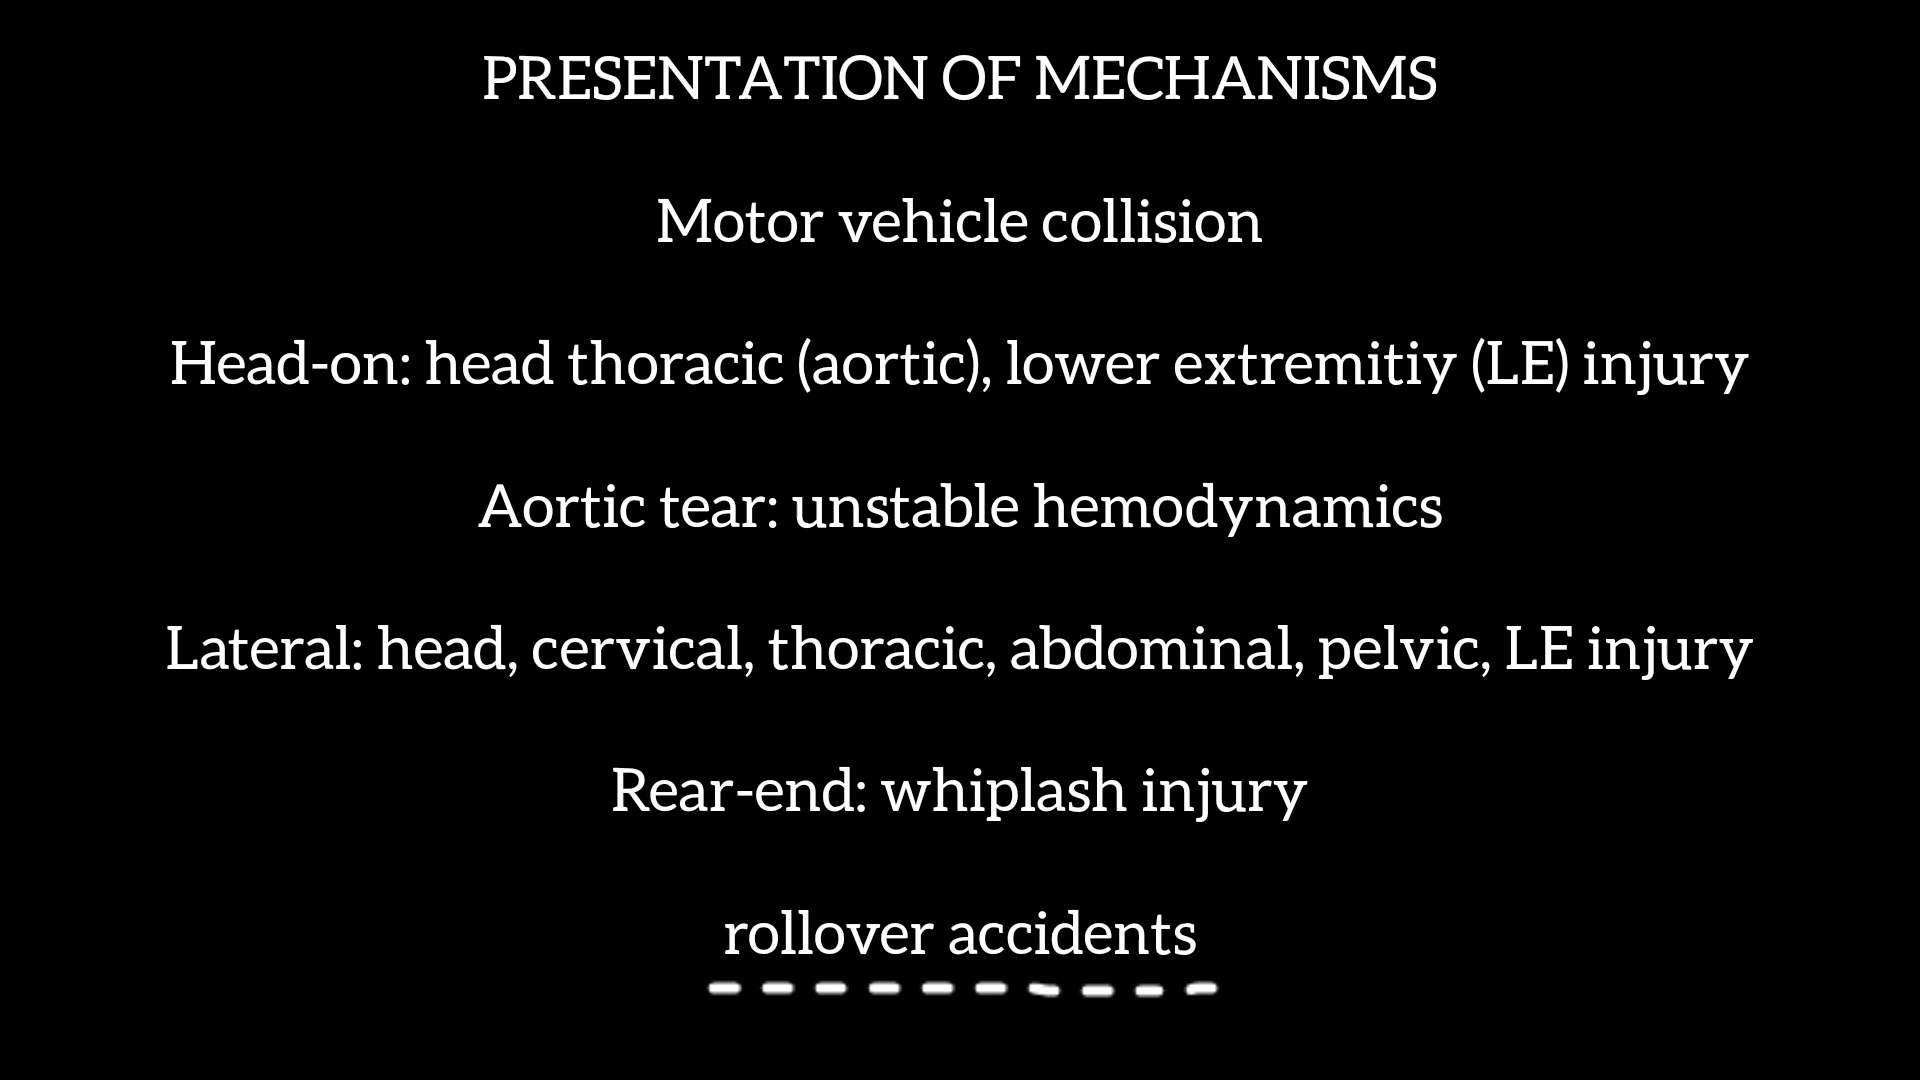 PRESENTATION OF MECHANISMS
Motor vehicle collision
Head-on: head thoracic (aortic), lower extremitiy (LE) injury
Aortic tear: unstable hemodynamics
Lateral: head, cervical, thoracic, abdominal, pelvic, LE injury
Rear-end: whiplash injury
rollover accidents